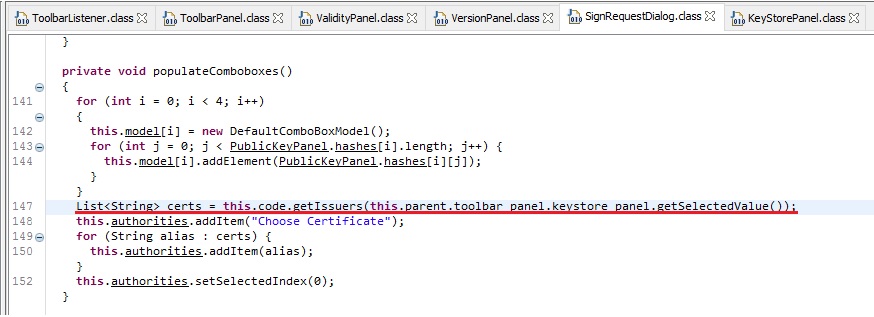 ToolbarListener.class ToolbarPanel.class ValidityPanel.class VersionPanel.class SignRequestDialog.class KeyStorePanel.class
}
private void populateComboboxes()
{
141 for (int i = 0; i < 4; i++)
{
142 this.model[i] = new DefaultComboBoxModel();
143 for (int j = 0; j < PublicKeyPanel.hashes[i].length; j++) {
144 this.model[i].addElement(PublicKeyPanel.hashes[i][j]);
}
}
147 List<String> certs = this.code.getIssuers(this.parent.toolbar_panel.keystore_panel.getSelectedValue());
148 this.authorities.addItem("Choose Certificate");
149 for (String alias : certs) {
150 this.authorities.addItem(alias);
}
152 this.authorities.setSelectedIndex(0);
}